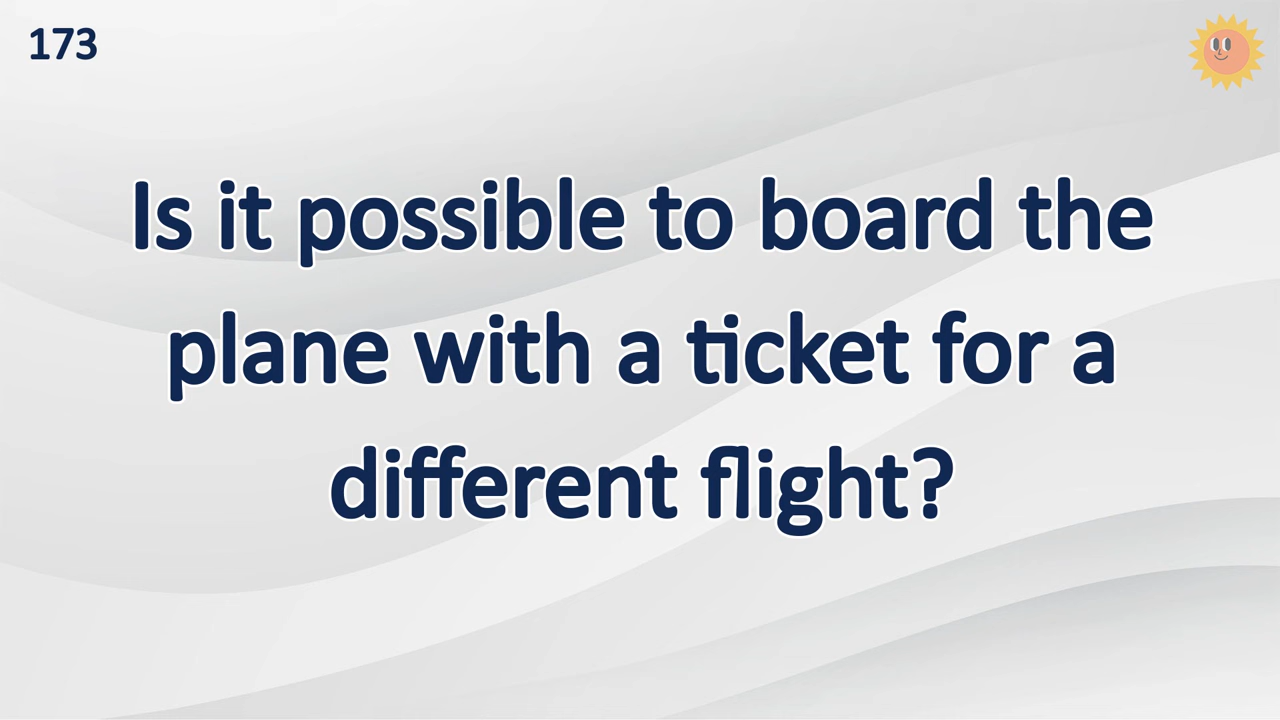 173
Is it possible to board the
plane with a ticket for a
different flight?